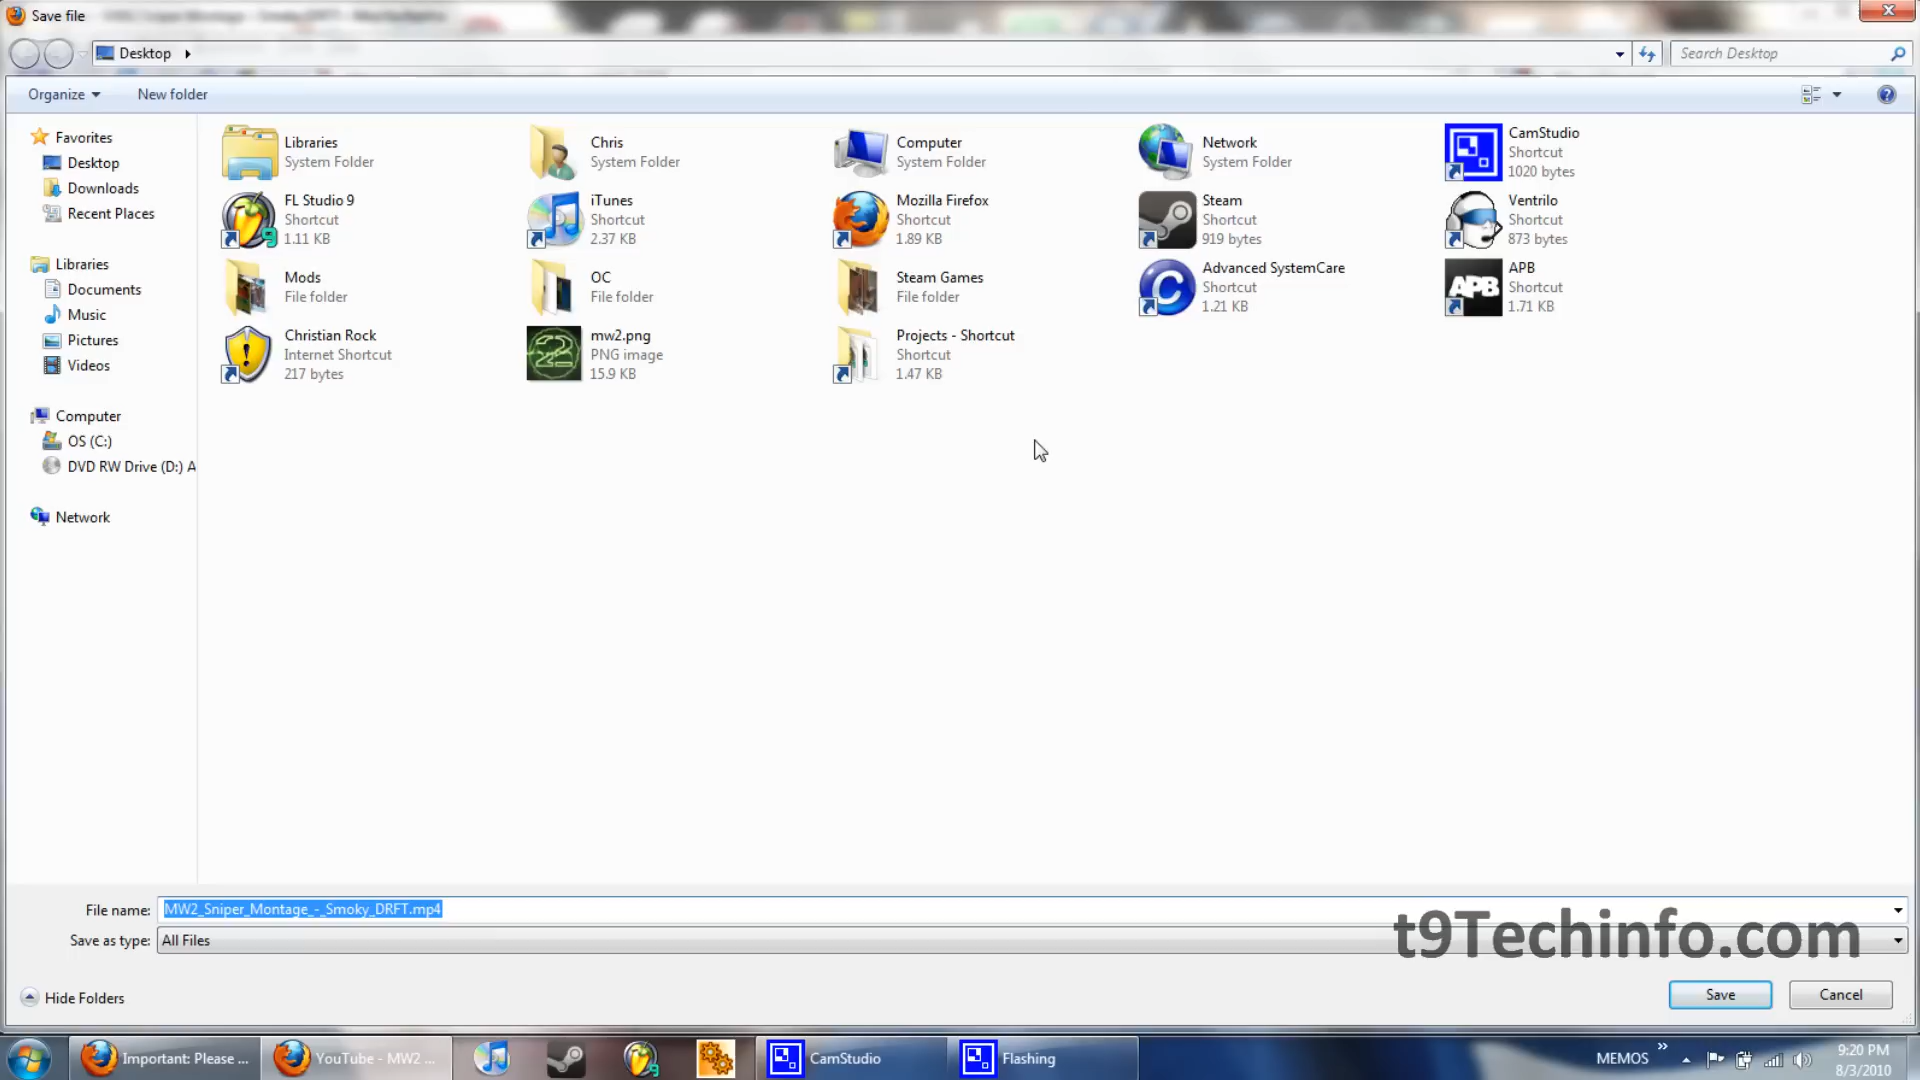 Save file
Desktop
Search Desktop
Organize
New folder
Favorites
Desktop
Downloads
Recent Places
Libraries
Documents
Music
Pictures
Videos
Computer
OS (C:)
DVD RW Drive (D:) A
Network
Libraries
System Folder
Chris
System Folder
Computer
System Folder
Network
System Folder
CamStudio
Shortcut
1020 bytes
FL Studio 9
Shortcut
1.11 KB
iTunes
Shortcut
2.37 KB
Mozilla Firefox
Shortcut
1.89 KB
Steam
Shortcut
919 bytes
Ventrilo
Shortcut
873 bytes
Mods
File folder
OC
File folder
Steam Games
File folder
Advanced SystemCare
Shortcut
1.21 KB
APB
APB
Shortcut
1.71 KB
Christian Rock
Internet Shortcut
217 bytes
mw2.png
PNG image
15.9 KB
Projects - Shortcut
Shortcut
1.47 KB
File name: MW2_Sniper_Montage_-_Smoky_DRFT.mp4
Save as type: All Files
t9Techinfo.com
Hide Folders
Save
Cancel
Important: Please ...
YouTube - MW2 ...
CamStudio
Flashing
MEMOS
9:20 PM
8/3/2010